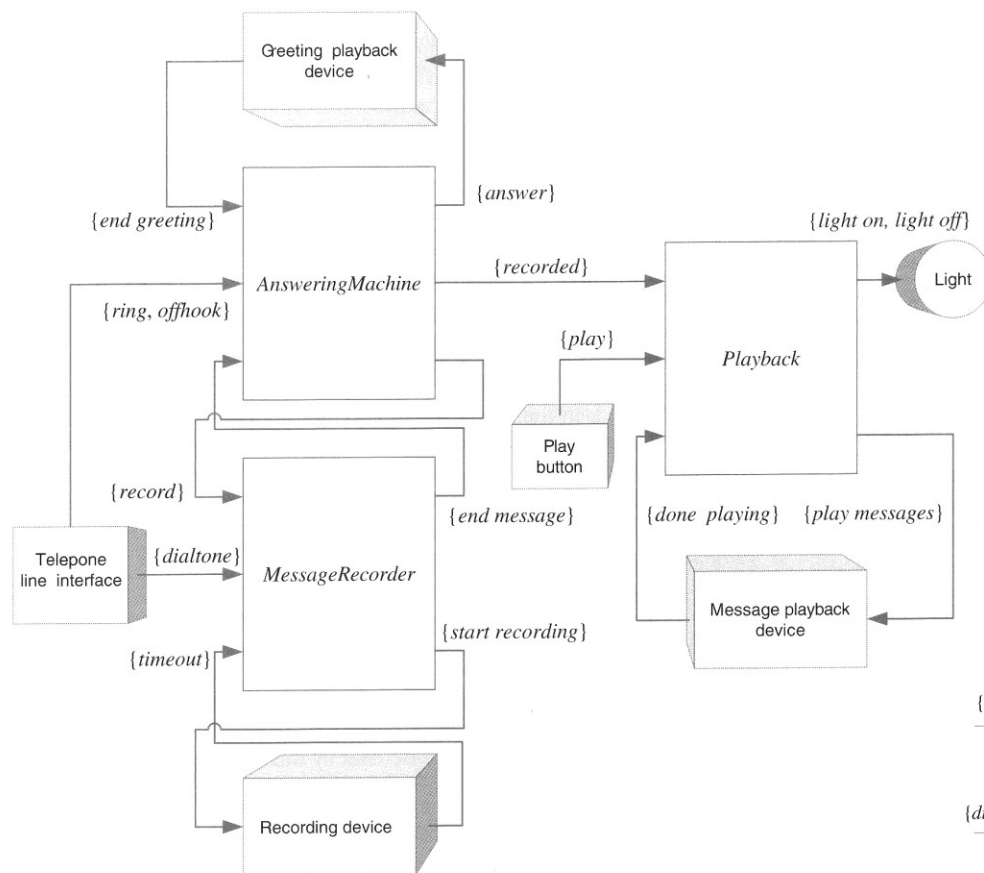 Greeting playback
device
{end greeting}
{answer}
{light on, light off}
AnsweringMachine
{recorded}
Light
{ring, offhook}
{play}
Playback
Play
button
{record}
{end message}
{done playing}
{play messages}
Telepone
line interface
{dialtone}
MessageRecorder
Message playback
device
{start recording}
{timeout}
{
Recording device
{di